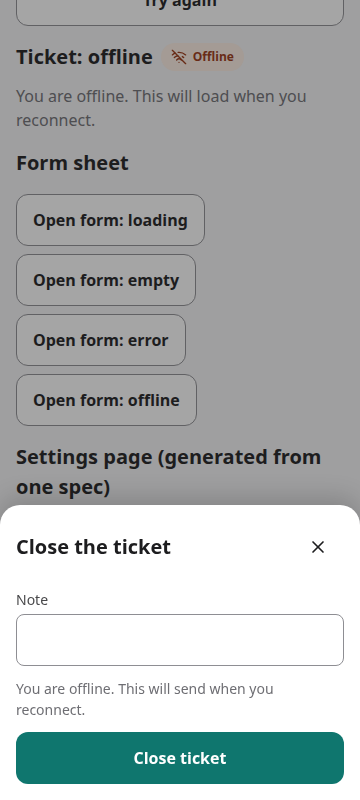 Try again
Ticket: offline
Offline
You are offline. This will load when you
reconnect.
Form sheet
Open form: loading
Open form: empty
Open form: error
Open form: offline
Settings page (generated from
one spec)
Close the ticket
Note
You are offline. This will send when you
reconnect.
Close ticket